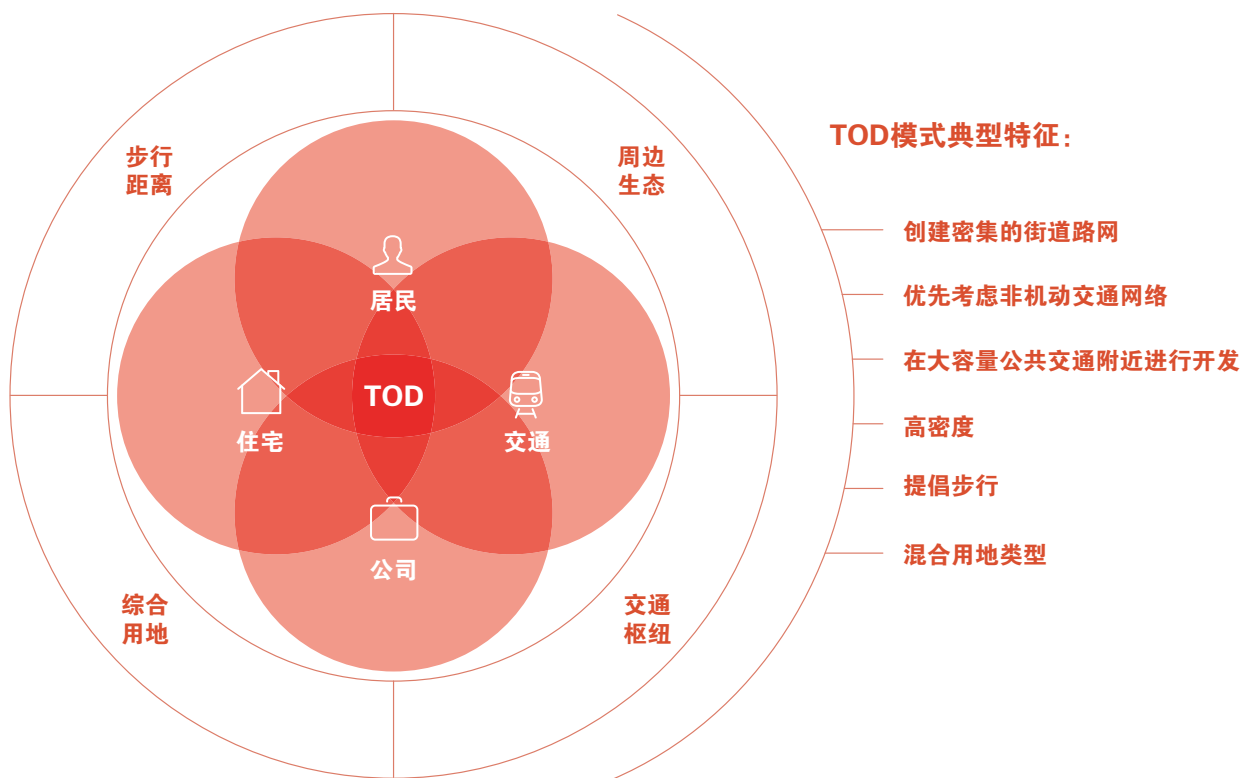 步行
距离
周边
生态
居民
住宅
TOD
交通
公司
综合
用地
交通
枢纽
TOD模式典型特征：
创建密集的街道路网
优先考虑非机动交通网络
在大容量公共交通附近进行开发
高密度
提倡步行
混合用地类型